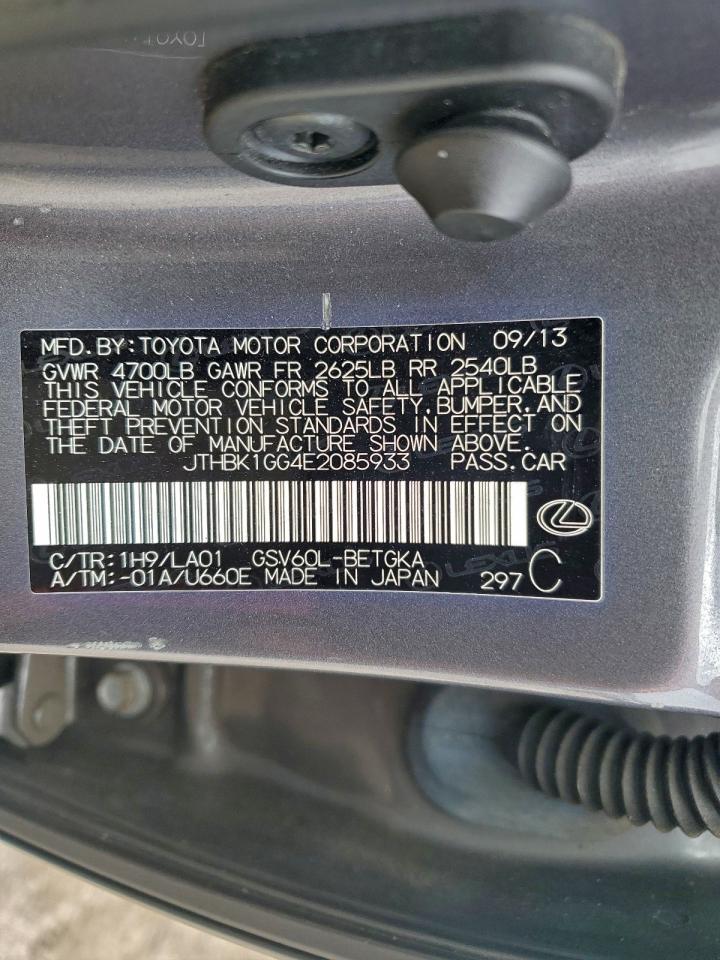 TOYOTA
MFD. BY: TOYOTA MOTOR CORPORATION 09/13
GVWR 4700LB GAWR FR 2625LB RR 2540LB
THIS VEHICLE CONFORMS TO ALL APPLICABLE
FEDERAL MOTOR VEHICLE SAFETY, BUMPER, AND
THEFT PREVENTION STANDARDS IN EFFECT ON
THE DATE OF MANUFACTURE SHOWN ABOVE.
JTHBK1GG4E2085933 PASS. CAR
C/TR: 1H9/LA01 GSV60L-BETGKA
A/TM: -01A/U660E MADE IN JAPAN 297 C